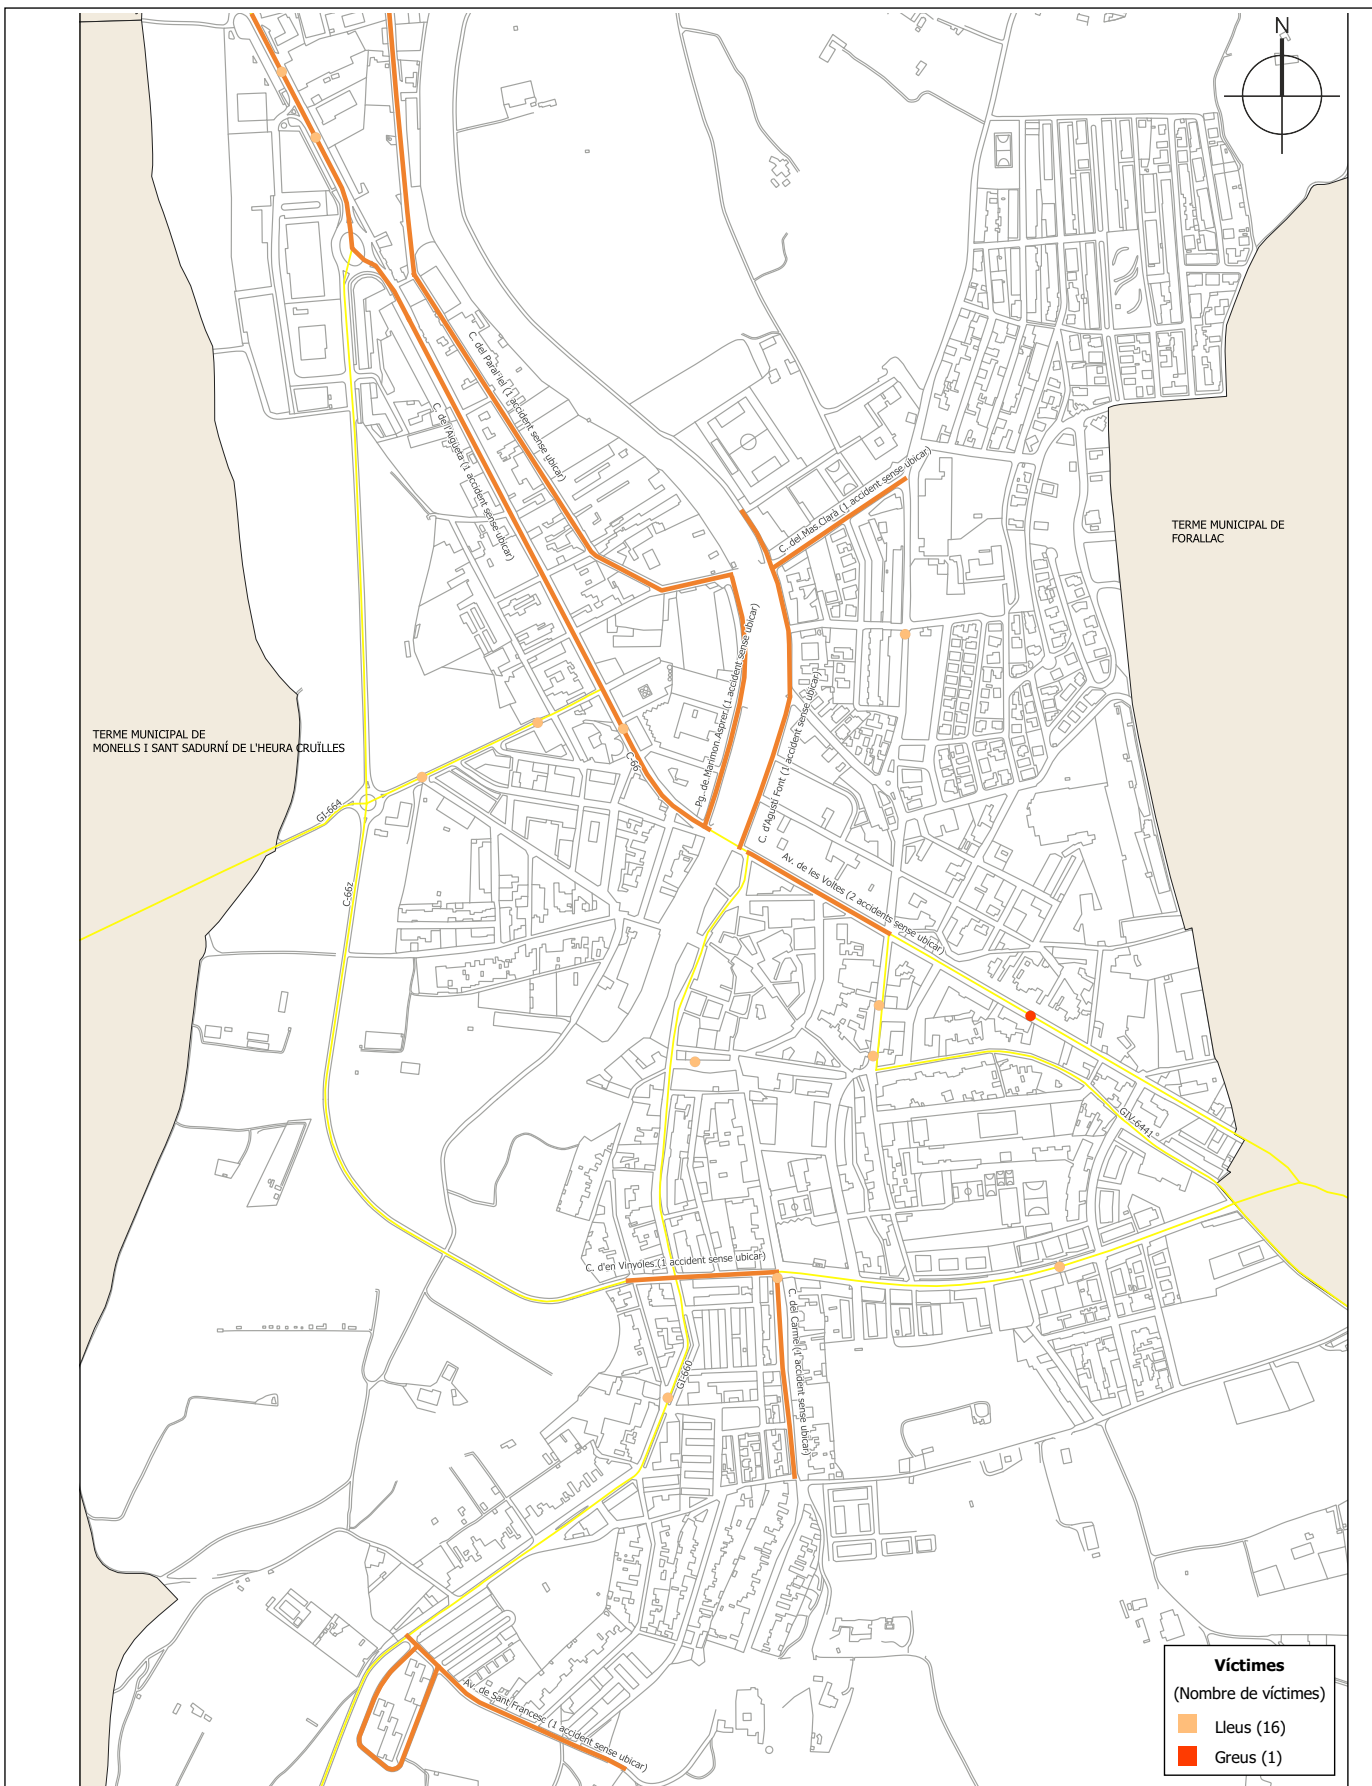 N
C. del Paral·lel (1 accident sense ubicar)
C. de l'Aigüeta (1 accident sense ubicar)
C. del Mas Clarà (1 accident sense ubicar)
TERME MUNICIPAL DE
FORALLAC
Pg. de Marimon Asprer (1 accident sense ubicar)
C. d'Agustí Font (1 accident sense ubicar)
TERME MUNICIPAL DE
MONELLS I SANT SADURNÍ DE L'HEURA CRUÏLLES
C-66
GI-664
C-66z
Av. de les Voltes (2 accidents sense ubicar)
GIV-6441
C. d'en Vinyoles (1 accident sense ubicar)
C. del Carme (1 accident sense ubicar)
GI-660
Av. de Sant Francesc (1 accident sense ubicar)
Víctimes
(Nombre de víctimes)
Lleus (16)
Greus (1)